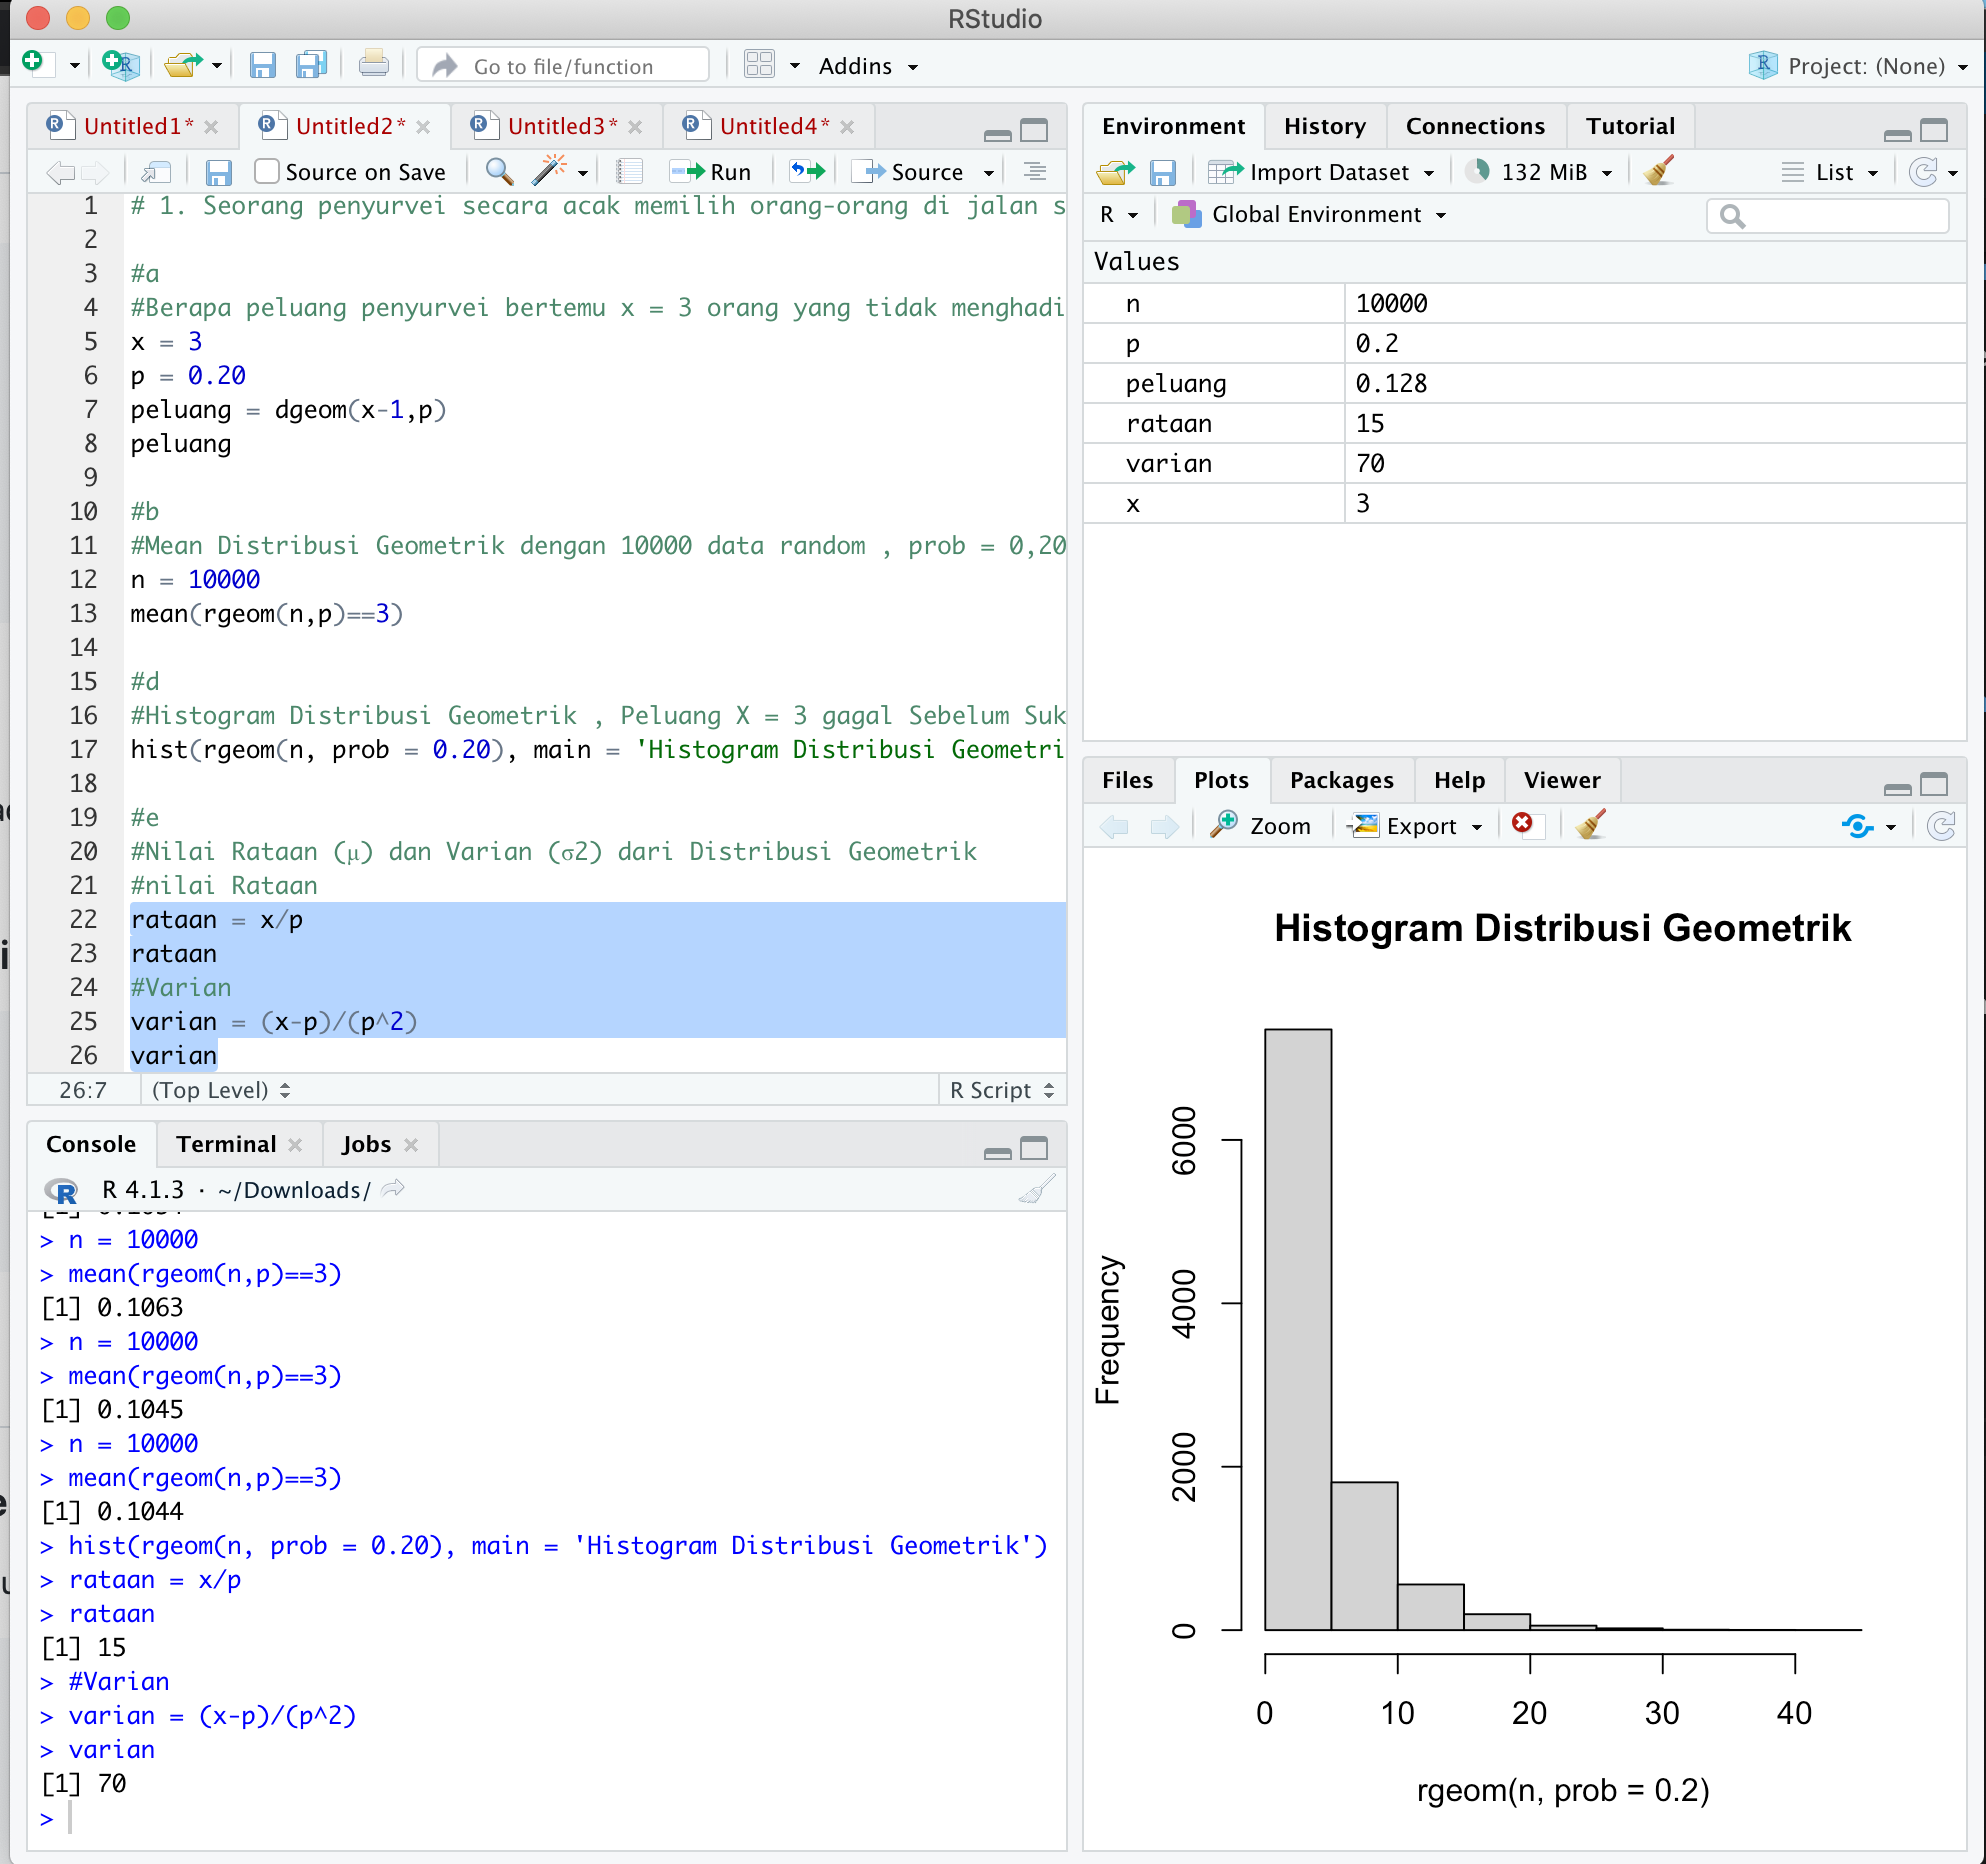 RStudio
Go to file/function
Addins
Project: (None)
Untitled1*
Untitled2*
Untitled3*
Untitled4*
Source on Save
Run
Source
1 # 1. Seorang penyurvei secara acak memilih orang-orang di jalan s
2
3 #a
4 #Berapa peluang penyurvei bertemu x = 3 orang yang tidak menghadi
5 x = 3
6 p = 0.20
7 peluang = dgeom(x-1,p)
8 peluang
9
10 #b
11 #Mean Distribusi Geometrik dengan 10000 data random , prob = 0,20
12 n = 10000
13 mean(rgeom(n,p)==3)
14
15 #d
16 #Histogram Distribusi Geometrik , Peluang X = 3 gagal Sebelum Suk
17 hist(rgeom(n, prob = 0.20), main = 'Histogram Distribusi Geometri
18
19 #e
20 #Nilai Rataan (μ) dan Varian (σ2) dari Distribusi Geometrik
21 #nilai Rataan
22 rataan = x/p
23 rataan
24 #Varian
25 varian = (x-p)/(p^2)
26 varian
26:7
(Top Level)
R Script
Console
Terminal
Jobs
R 4.1.3 · ~/Downloads/
> n = 10000
> mean(rgeom(n,p)==3)
[1] 0.1063
> n = 10000
> mean(rgeom(n,p)==3)
[1] 0.1045
> n = 10000
> mean(rgeom(n,p)==3)
[1] 0.1044
> hist(rgeom(n, prob = 0.20), main = 'Histogram Distribusi Geometrik')
> rataan = x/p
> rataan
[1] 15
> #Varian
> varian = (x-p)/(p^2)
> varian
[1] 70
>
Environment
History
Connections
Tutorial
Import Dataset
132 MiB
List
R
Global Environment
Values
n 10000
p 0.2
peluang 0.128
rataan 15
varian 70
x 3
Files
Plots
Packages
Help
Viewer
Zoom
Export
Histogram Distribusi Geometrik
Frequency
6000
4000
2000
0
0 10 20 30 40
rgeom(n, prob = 0.2)